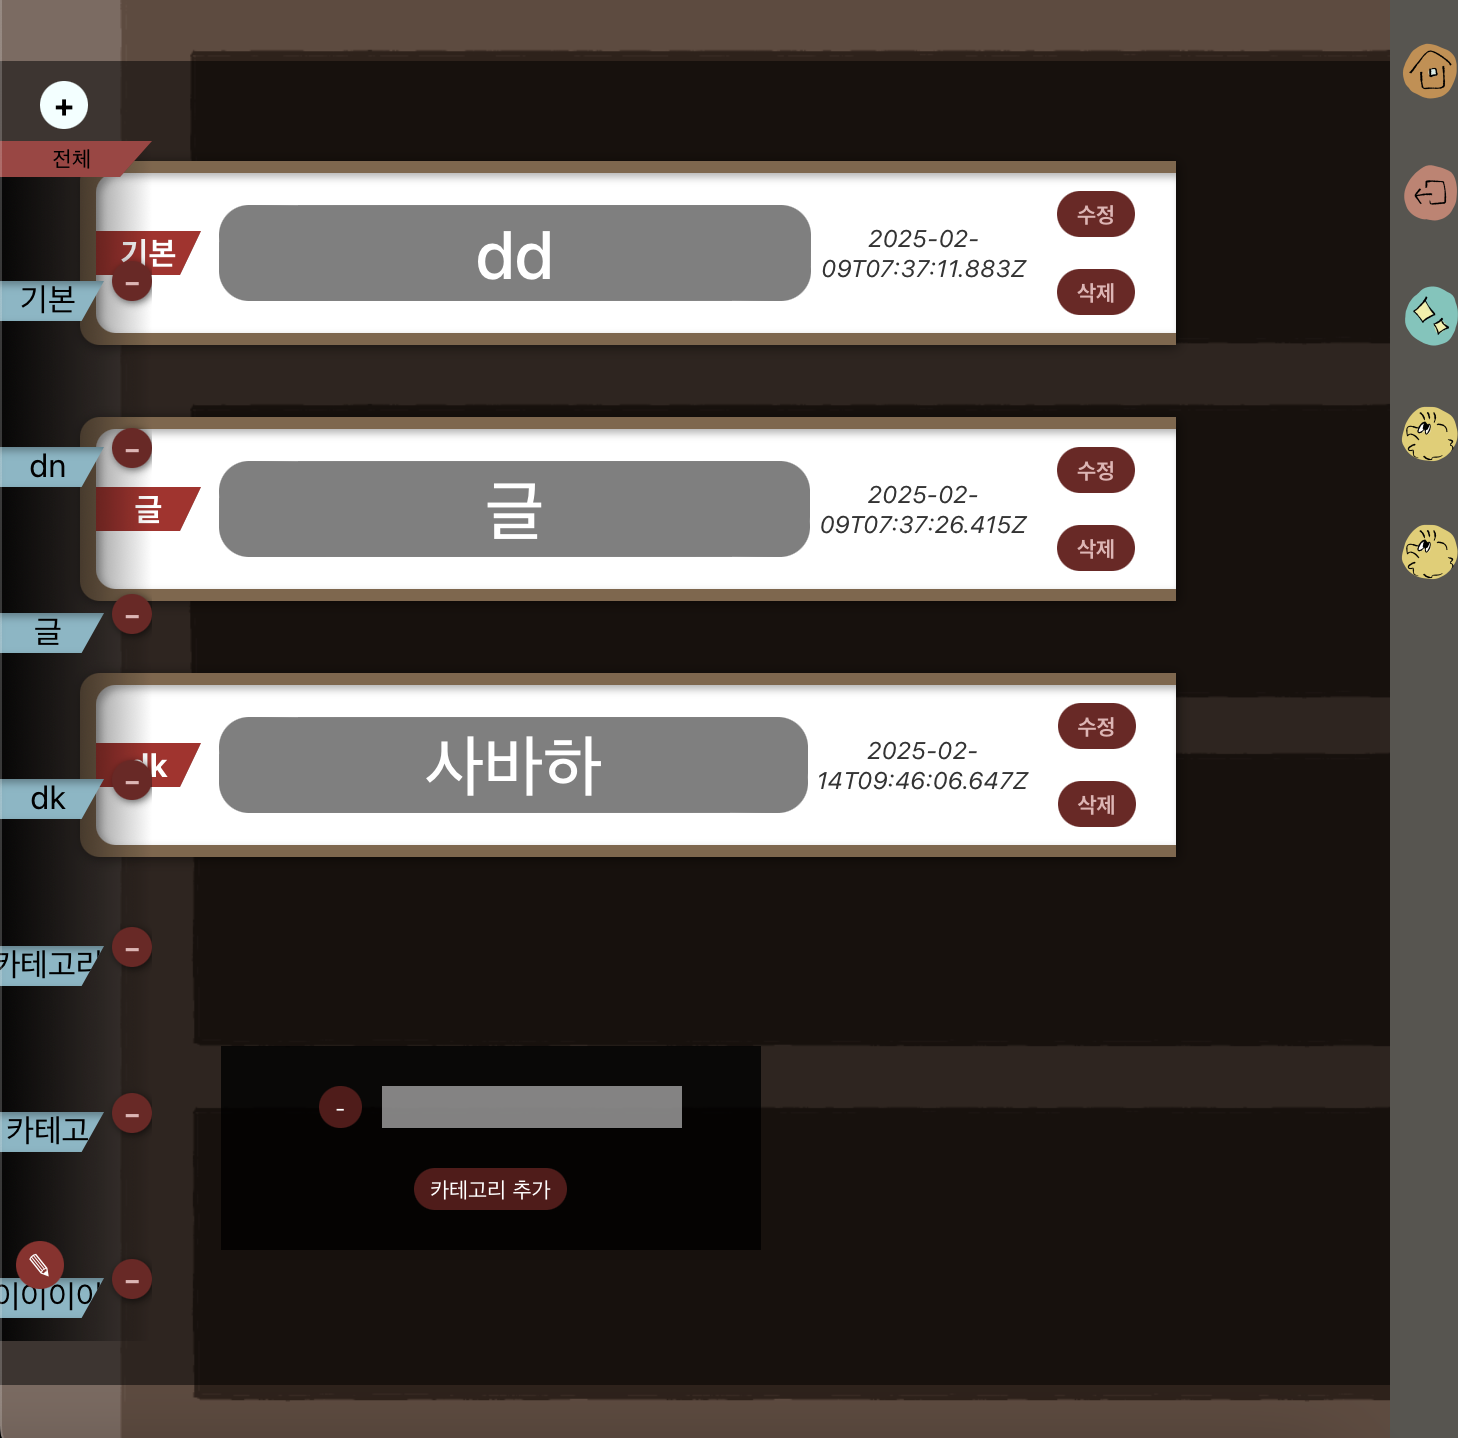 +
전체
기본
dd
2025-02-
09T07:37:11.883Z
수정
삭제
기본
-
dn
-
글
글
2025-02-
09T07:37:26.415Z
수정
삭제
글
-
사바하
2025-02-
14T09:46:06.647Z
수정
삭제
dk
-
카테고리
-
카테고
-
-
카테고리 추가
-